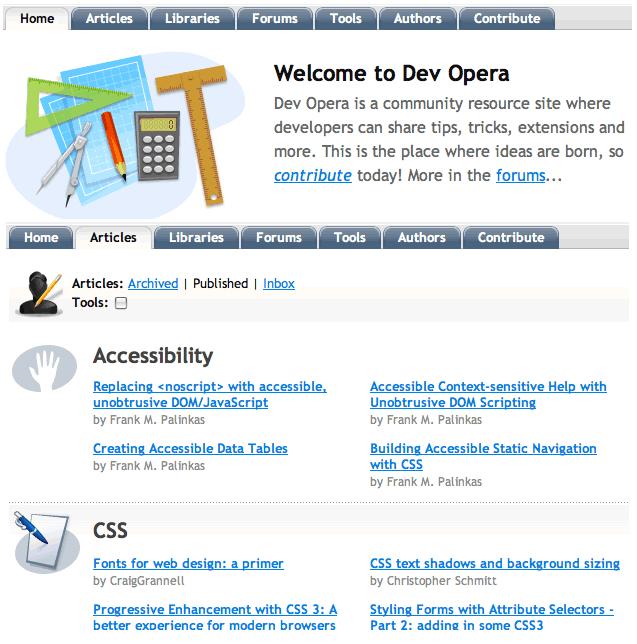 Home Articles Libraries Forums Tools Authors Contribute
Welcome to Dev Opera
Dev Opera is a community resource site where
developers can share tips, tricks, extensions and
more. This is the place where ideas are born, so
contribute today! More in the forums...
0
Home Articles Libraries Forums Tools Authors Contribute
Articles: Archived | Published | Inbox
Tools:
Accessibility
Replacing <noscript> with accessible,
unobtrusive DOM/JavaScript
by Frank M. Palinkas
Accessible Context-sensitive Help with
Unobtrusive DOM Scripting
by Frank M. Palinkas
Creating Accessible Data Tables
by Frank M. Palinkas
Building Accessible Static Navigation
with CSS
by Frank M. Palinkas
CSS
Fonts for web design: a primer
by CraigGrannell
CSS text shadows and background sizing
by Christopher Schmitt
Progressive Enhancement with CSS 3: A
better experience for modern browsers
Styling Forms with Attribute Selectors -
Part 2: adding in some CSS3